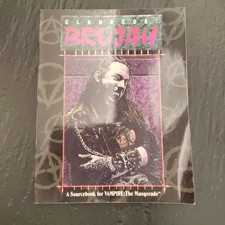 CLANBOOK:
BRUJAH
A Sourcebook for VAMPIRE: The Masquerade™